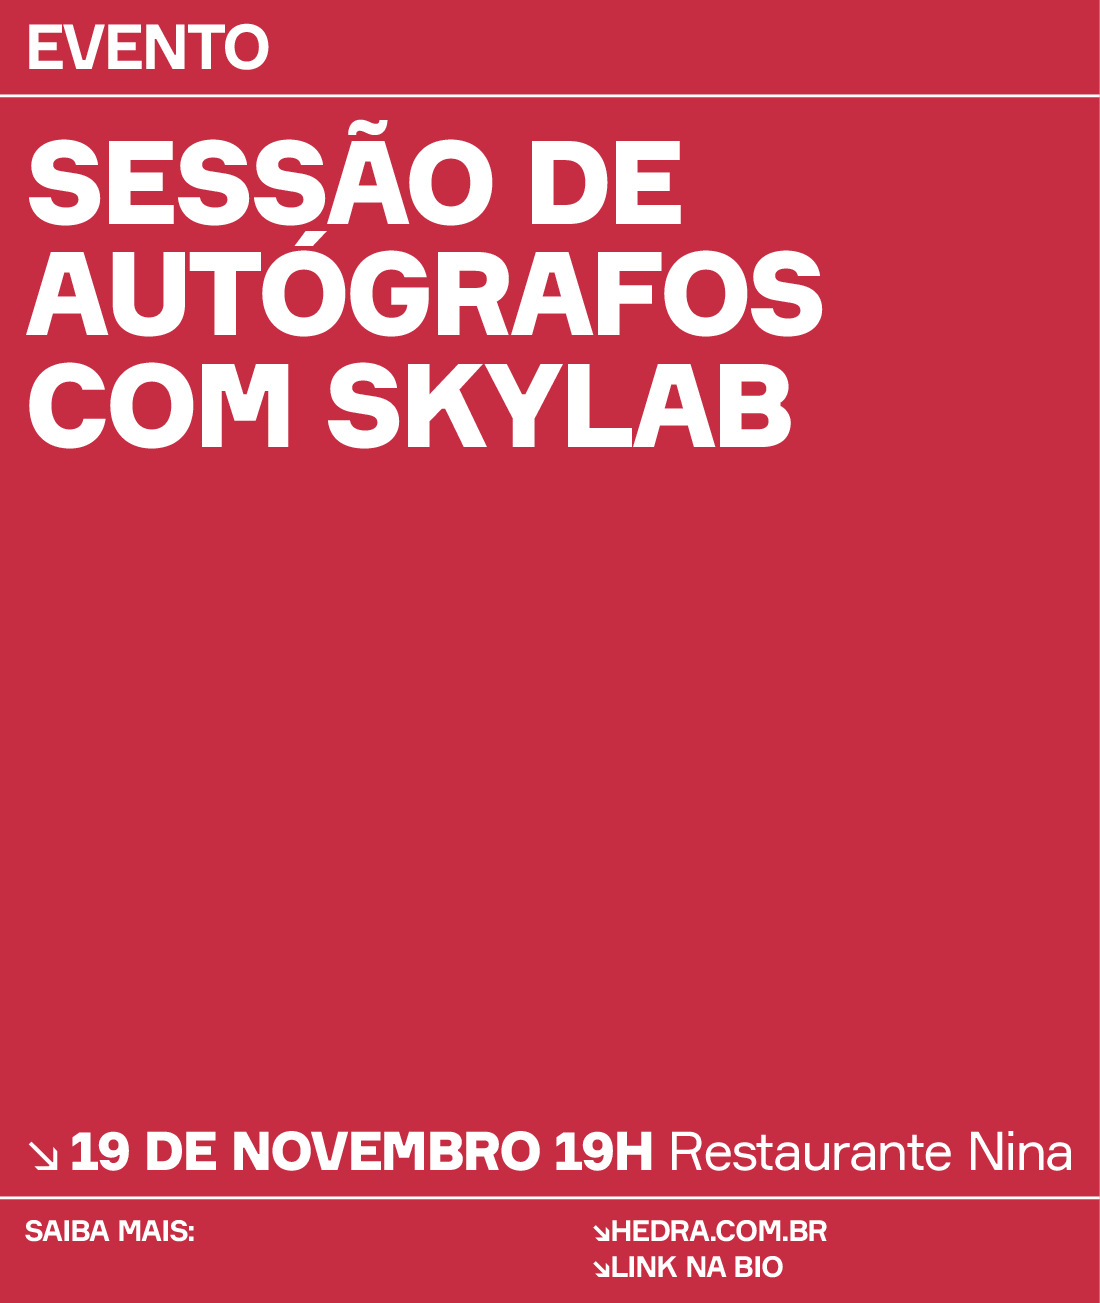 EVENTO
SESSÃO DE
AUTÓGRAFOS
COM SKYLAB
↘ 19 DE NOVEMBRO 19H Restaurante Nina
SAIBA MAIS:
↘HEDRA.COM.BR
↘LINK NA BIO